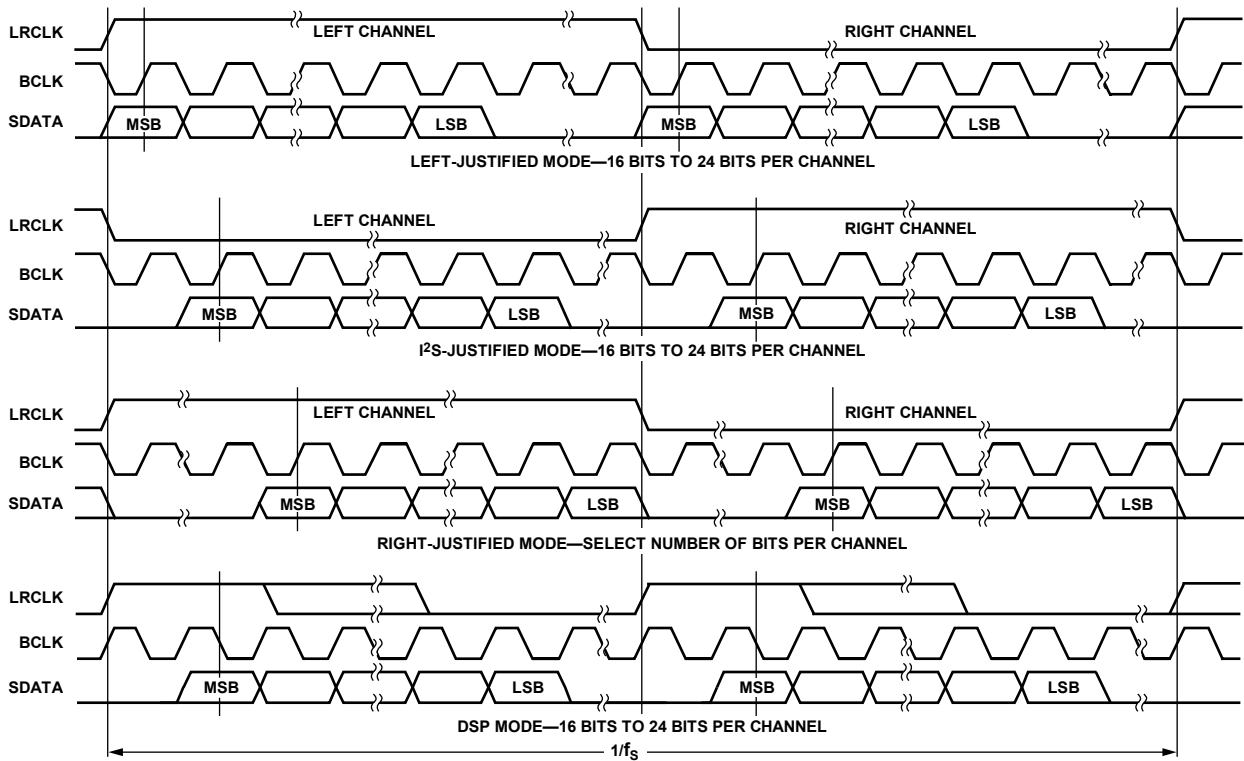 LRCLK LEFT CHANNEL RIGHT CHANNEL
BCLK
SDATA MSB LSB MSB LSB
LEFT-JUSTIFIED MODE—16 BITS TO 24 BITS PER CHANNEL
LRCLK LEFT CHANNEL RIGHT CHANNEL
BCLK
SDATA MSB LSB MSB LSB
I²S-JUSTIFIED MODE—16 BITS TO 24 BITS PER CHANNEL
LRCLK LEFT CHANNEL RIGHT CHANNEL
BCLK
SDATA MSB LSB MSB LSB
RIGHT-JUSTIFIED MODE—SELECT NUMBER OF BITS PER CHANNEL
LRCLK
BCLK
SDATA MSB LSB MSB LSB
DSP MODE—16 BITS TO 24 BITS PER CHANNEL
1/fS